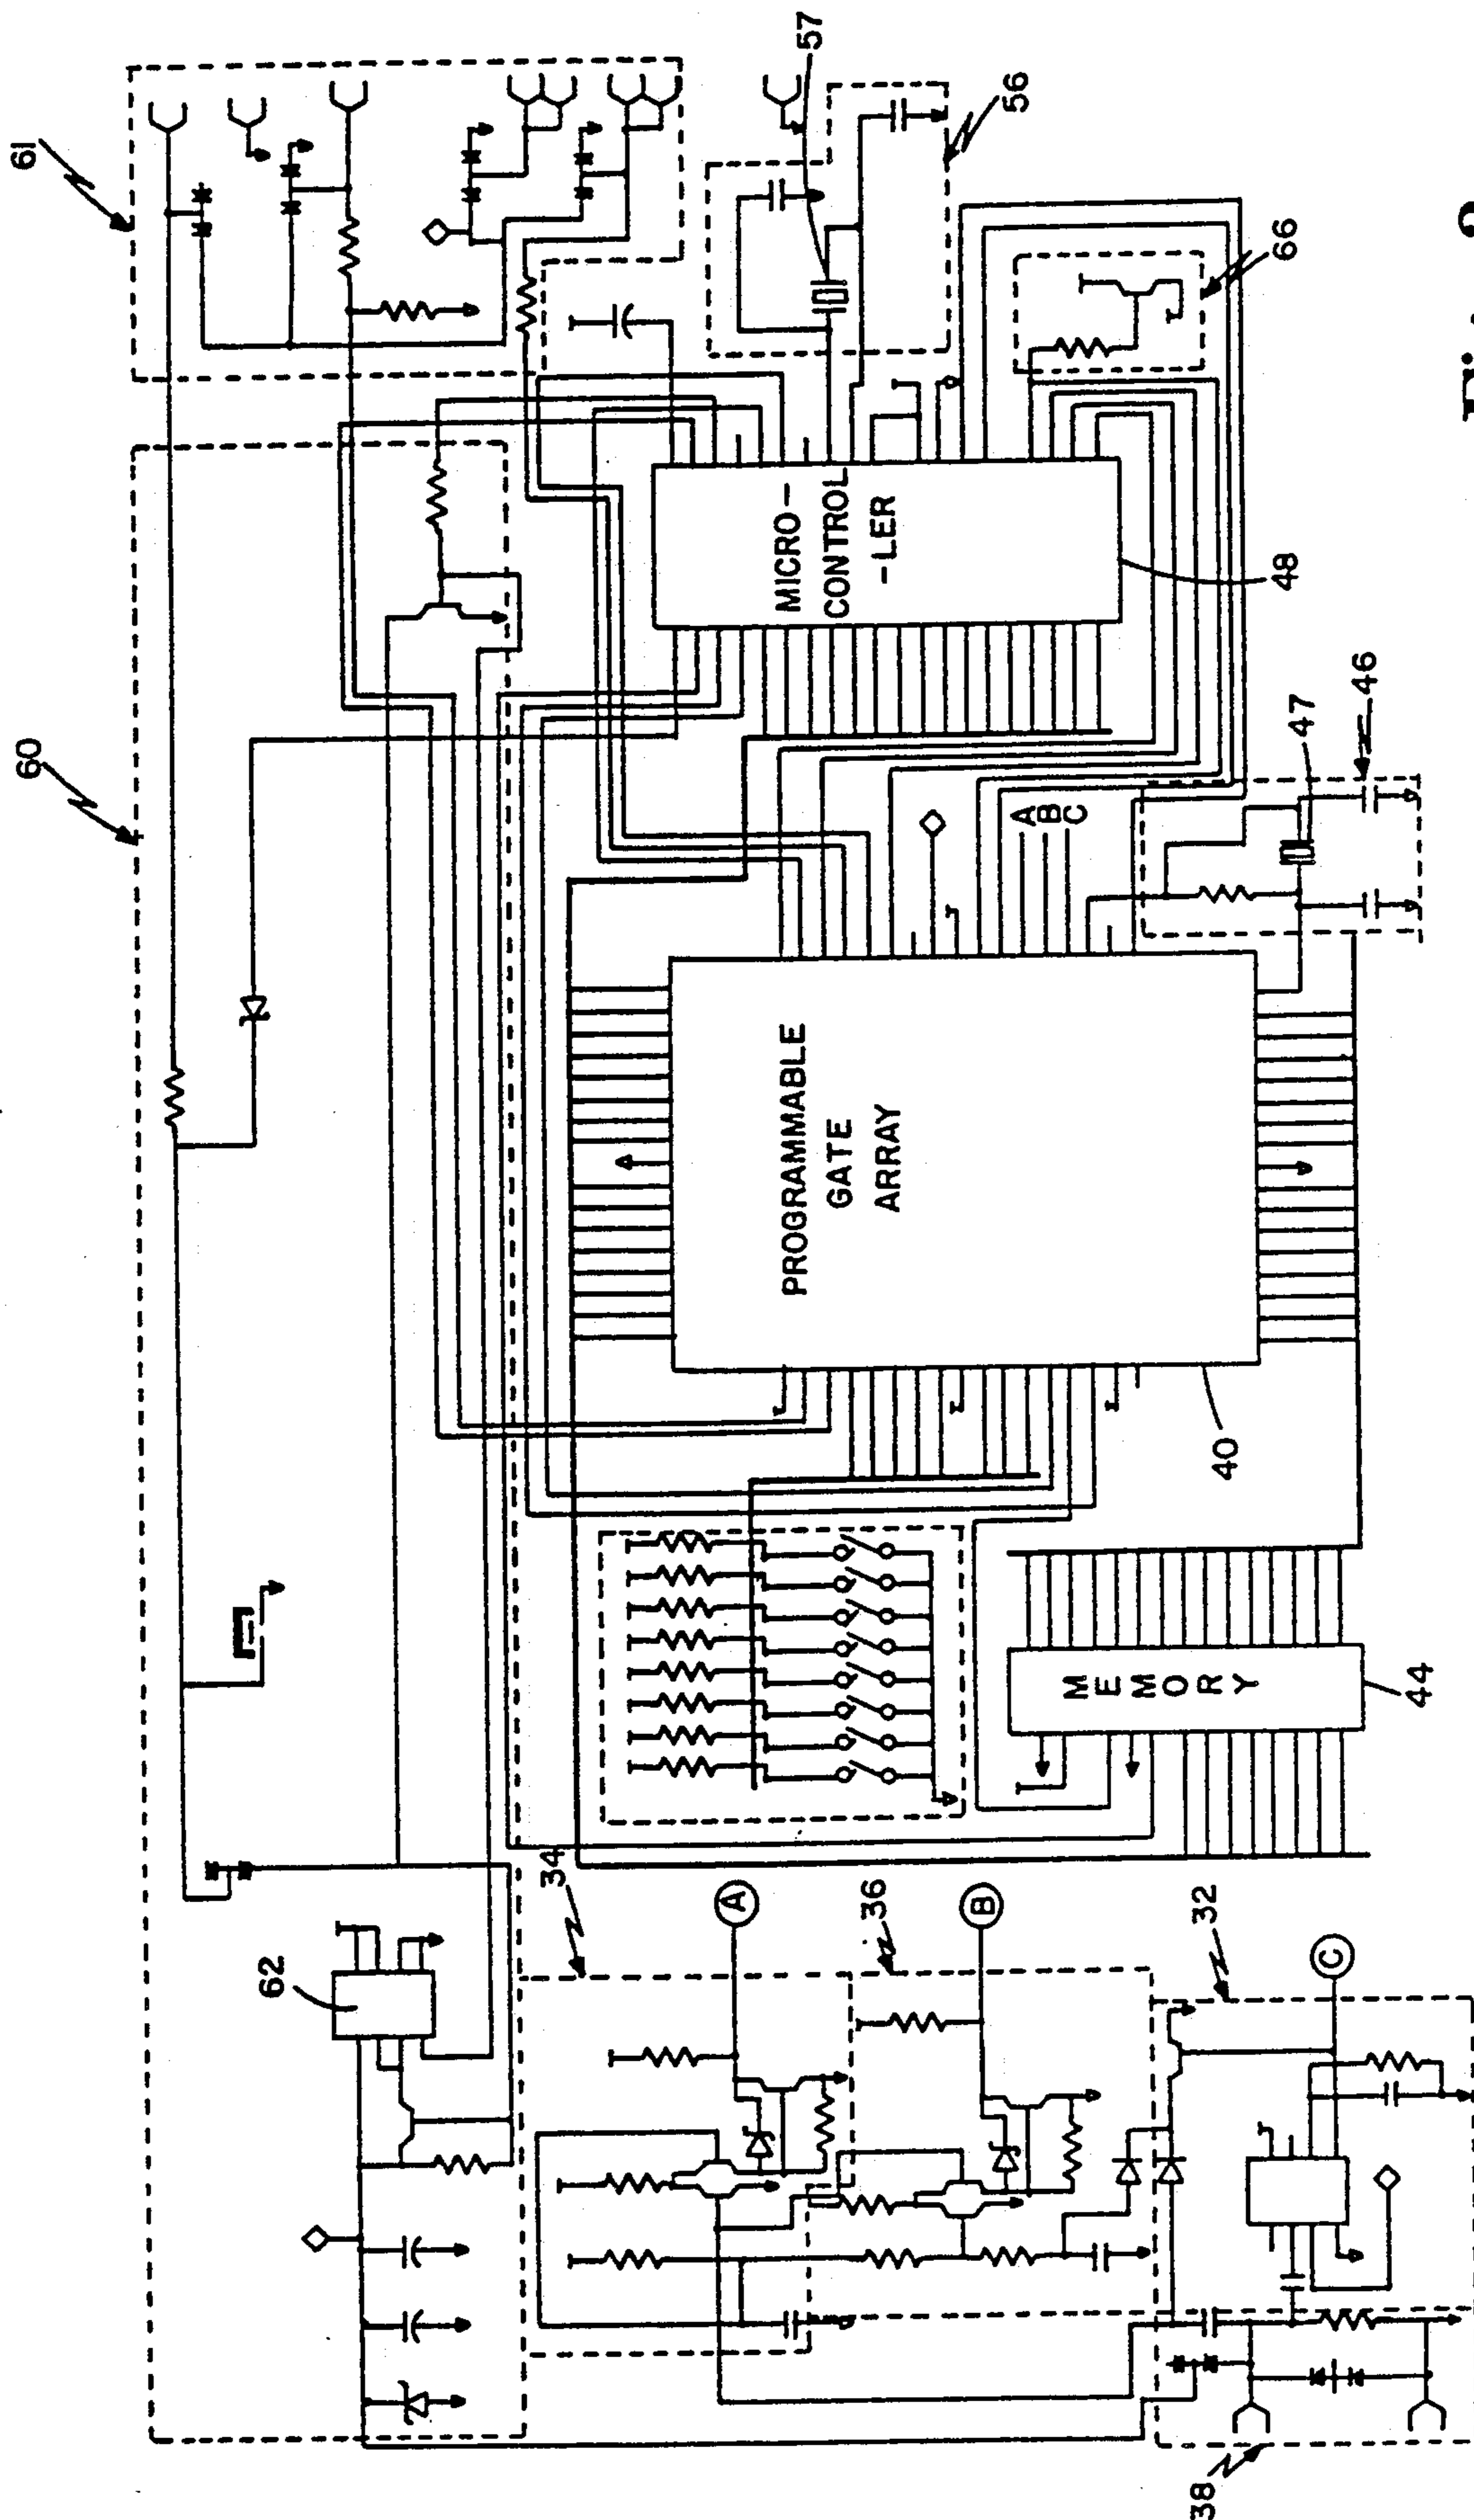 61
60
57
56
66
MICRO-
CONTROL
-LER
48
46
47
A
B
C
PROGRAMMABLE
GATE
ARRAY
40
MEMORY
44
62
34
A
36
B
32
C
38